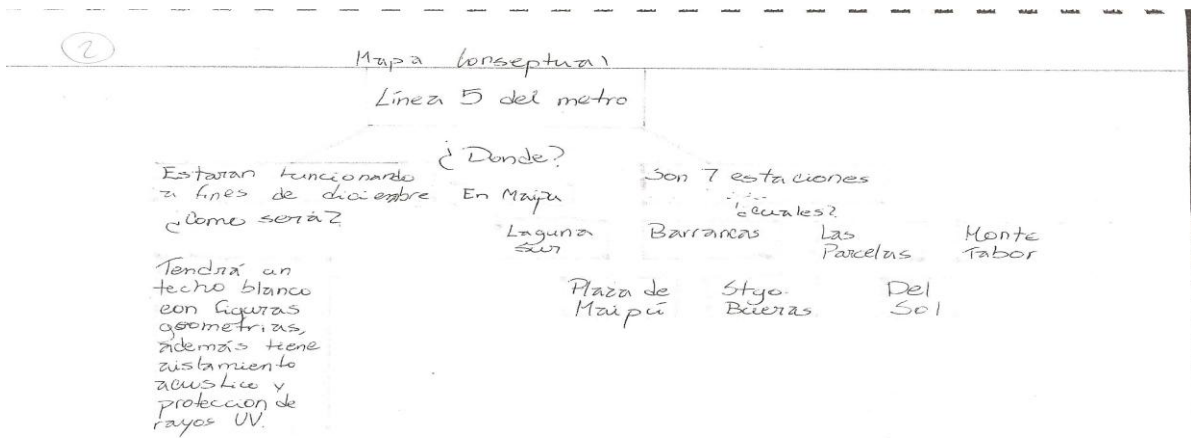 2
Mapa Conseptual
Línea 5 del metro
¿Donde?
Estaran funcionando
a fines de diciembre
¿Como será?
En Maipu
Son 7 estaciones
¿cuales?
Laguna
Sur
Barrancas
Las
Parcelas
Monte
Tabor
Plaza de
Maipú
Stgo.
Bueras
Del
Sol
Tendrá un
techo blanco
con figuras
geometrias,
además tiene
aislamiento
acustico y
protección de
rayos UV.